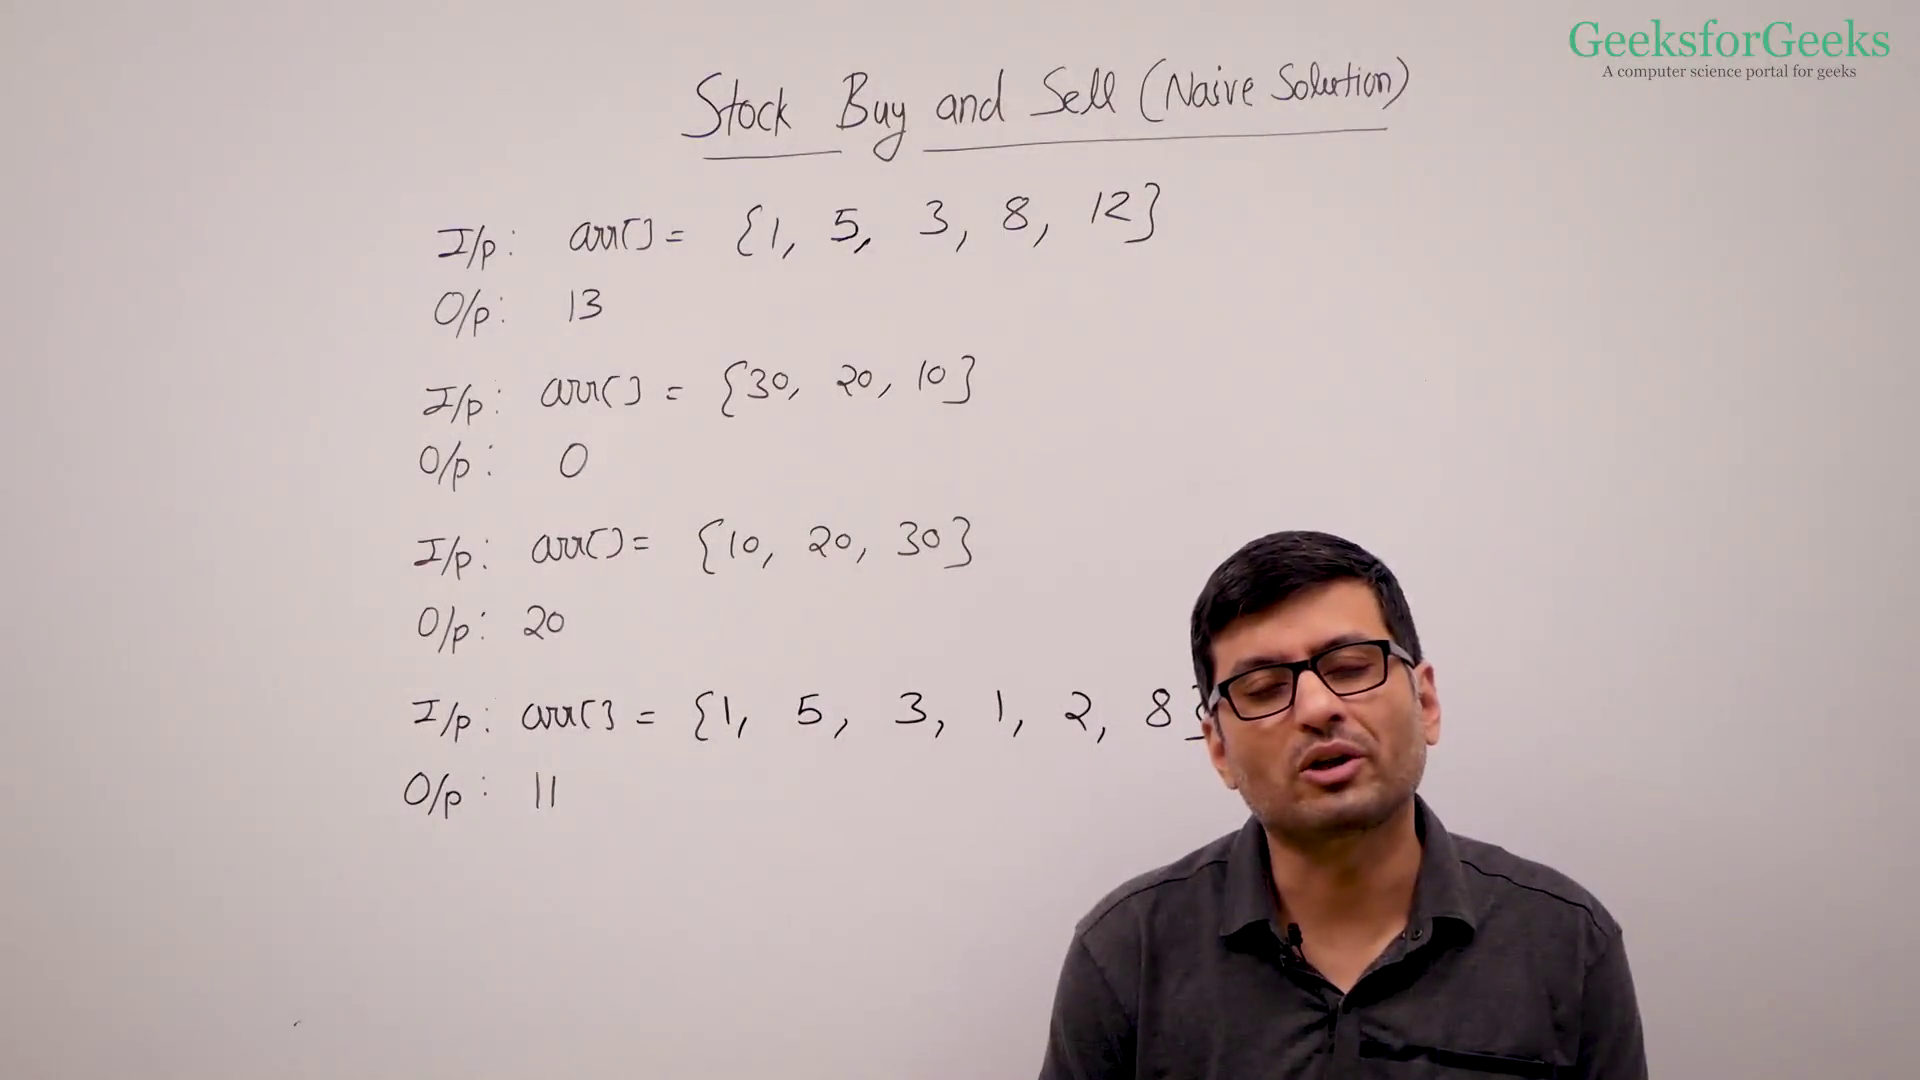 GeeksforGeeks
A computer science portal for geeks
Stock Buy and Sell (Naive Solution)
I/p: arr[] = {1, 5, 3, 8, 12}
O/p: 13
I/p: arr[] = {30, 20, 10}
O/p: 0
I/p: arr[] = {10, 20, 30}
O/p: 20
I/p: arr[] = {1, 5, 3, 1, 2, 8}
O/p: 11